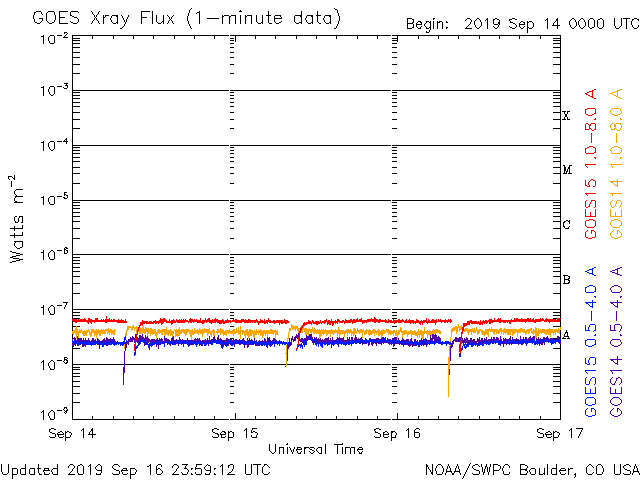 GOES Xray Flux (1-minute data)
Begin: 2019 Sep 14 0000 UTC
10-2
10-3
10-4
10-5
10-6
10-7
10-8
10-9
Watts m-2
X
M
C
B
A
GOES15 1.0-8.0 A
GOES14 1.0-8.0 A
GOES15 0.5-4.0 A
GOES14 0.5-4.0 A
Sep 14 Sep 15 Sep 16 Sep 17
Universal Time
Updated 2019 Sep 16 23:59:12 UTC
NOAA/SWPC Boulder, CO USA